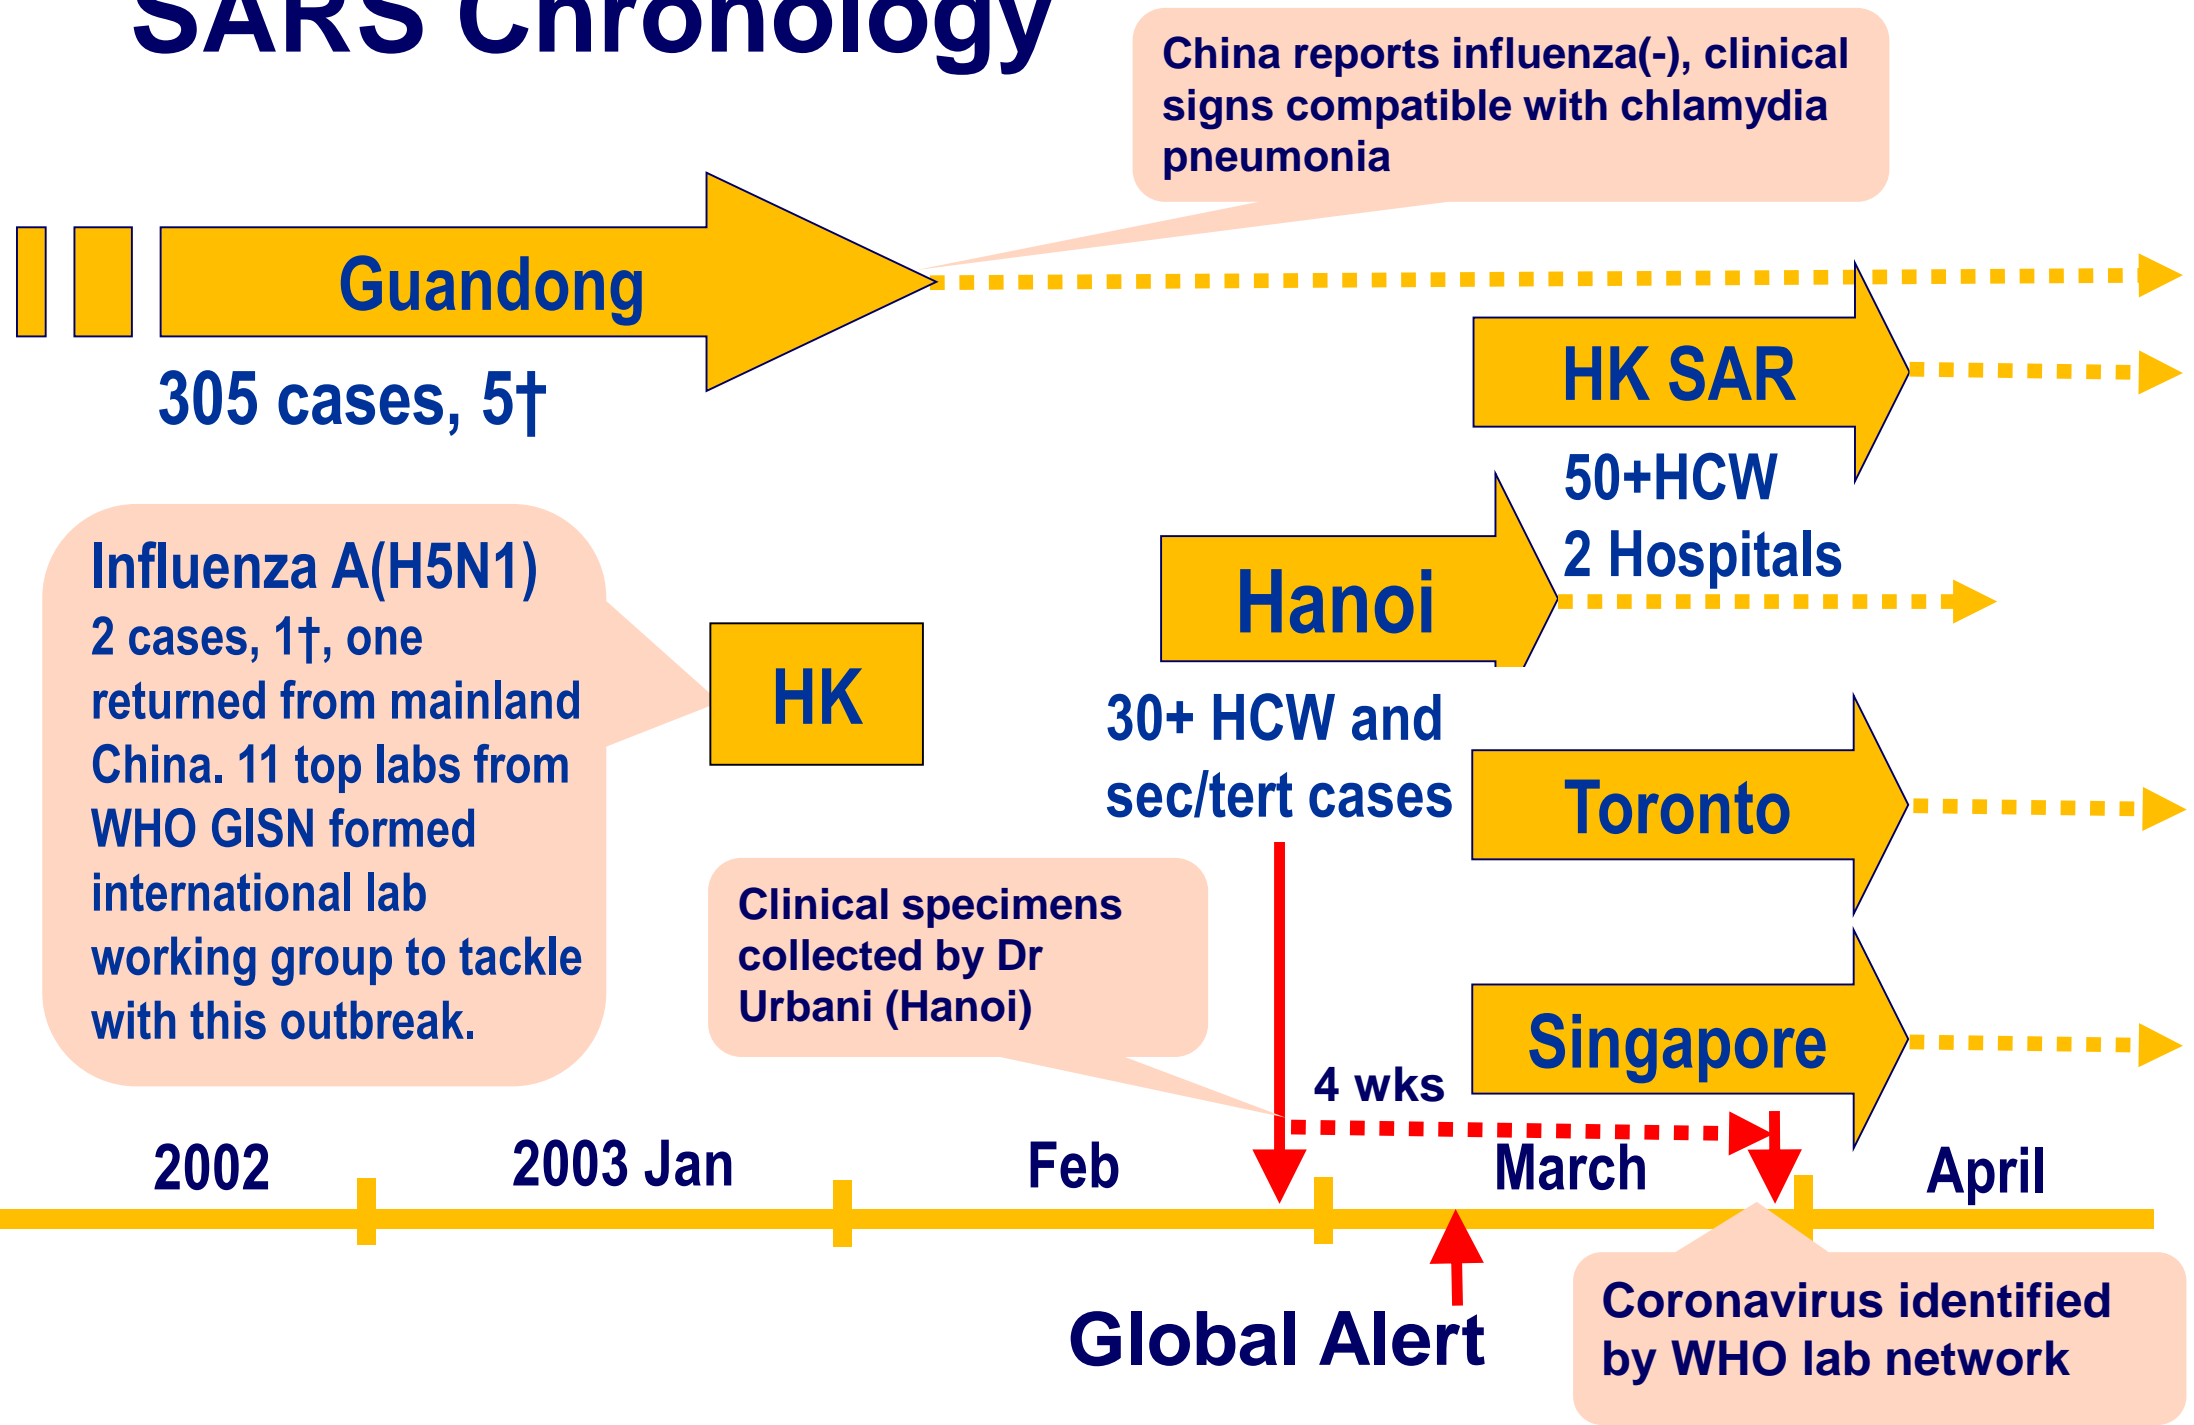 SARS Chronology
China reports influenza(-), clinical
signs compatible with chlamydia
pneumonia
Guandong
305 cases, 5†
HK SAR
50+HCW
2 Hospitals
Influenza A(H5N1)
2 cases, 1†, one
returned from mainland
China. 11 top labs from
WHO GISN formed
international lab
working group to tackle
with this outbreak.
HK
Hanoi
30+ HCW and
sec/tert cases
Toronto
Clinical specimens
collected by Dr
Urbani (Hanoi)
Singapore
4 wks
2002
2003 Jan
Feb
March
April
Global Alert
Coronavirus identified
by WHO lab network